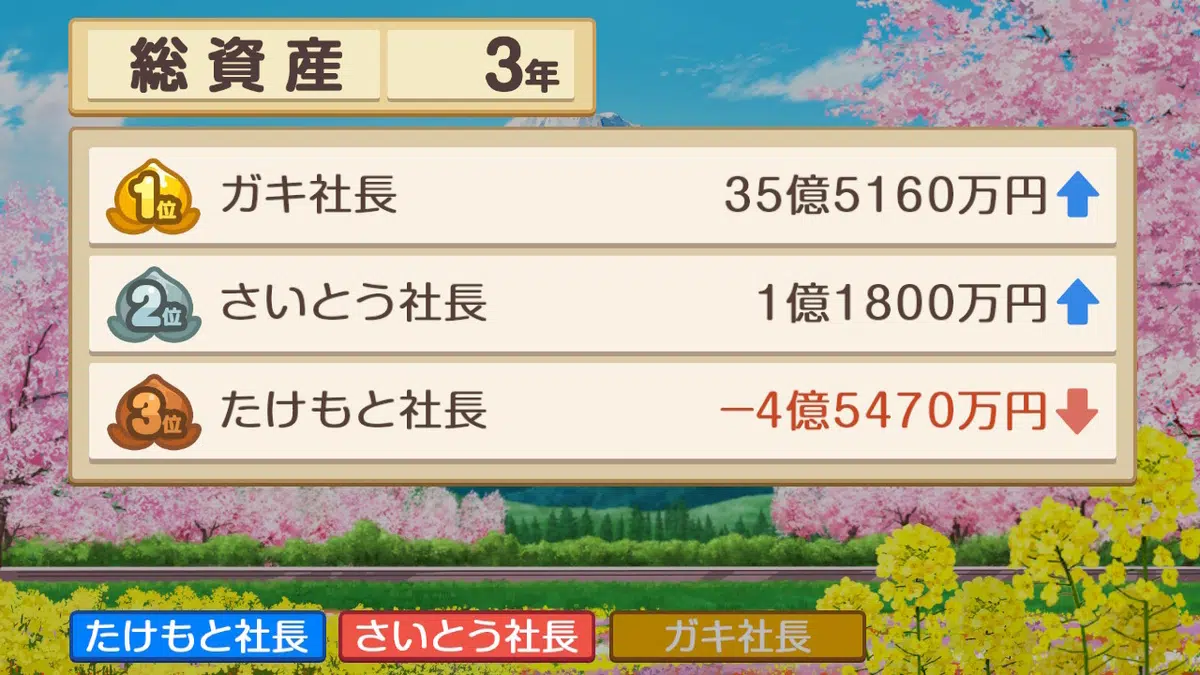 総資産 3年
1位 ガキ社長 35億5160万円
2位 さいとう社長 1億1800万円
3位 たけもと社長 －4億5470万円
たけもと社長 さいとう社長 ガキ社長